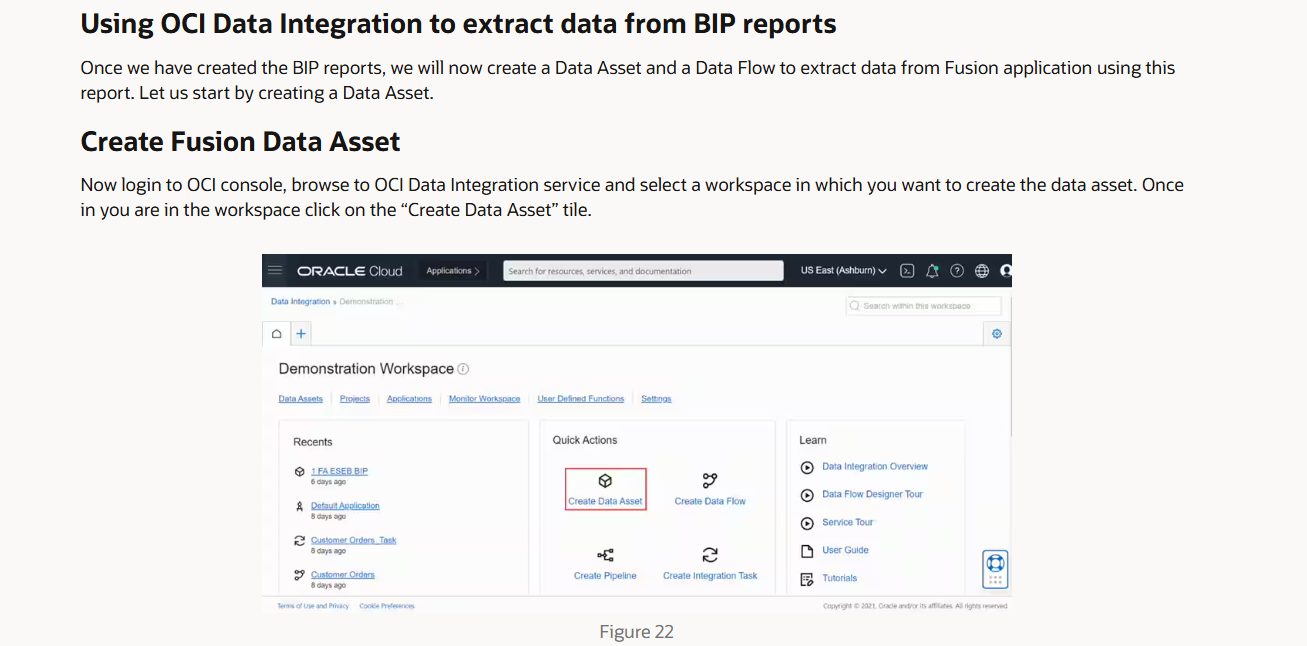 Using OCI Data Integration to extract data from BIP reports
Once we have created the BIP reports, we will now create a Data Asset and a Data Flow to extract data from Fusion application using this
report. Let us start by creating a Data Asset.
Create Fusion Data Asset
Now login to OCI console, browse to OCI Data Integration service and select a workspace in which you want to create the data asset. Once
in you are in the workspace click on the “Create Data Asset” tile.
ORACLE Cloud Applications > Search for resources, services, and documentation US East (Ashburn)
Data Integration » Demonstration ... Search within this workspace
Demonstration Workspace
Data Assets Projects Applications Monitor Workspace User Defined Functions Settings
Recents
1 FA ESEB BIP
6 days ago
Default Application
8 days ago
Customer Orders_Task
8 days ago
Customer Orders
8 days ago
Quick Actions
Create Data Asset Create Data Flow
Create Pipeline Create Integration Task
Learn
Data Integration Overview
Data Flow Designer Tour
Service Tour
User Guide
Tutorials
Terms of Use and Privacy Cookie Preferences Copyright © 2021, Oracle and/or its affiliates. All rights reserved.
Figure 22